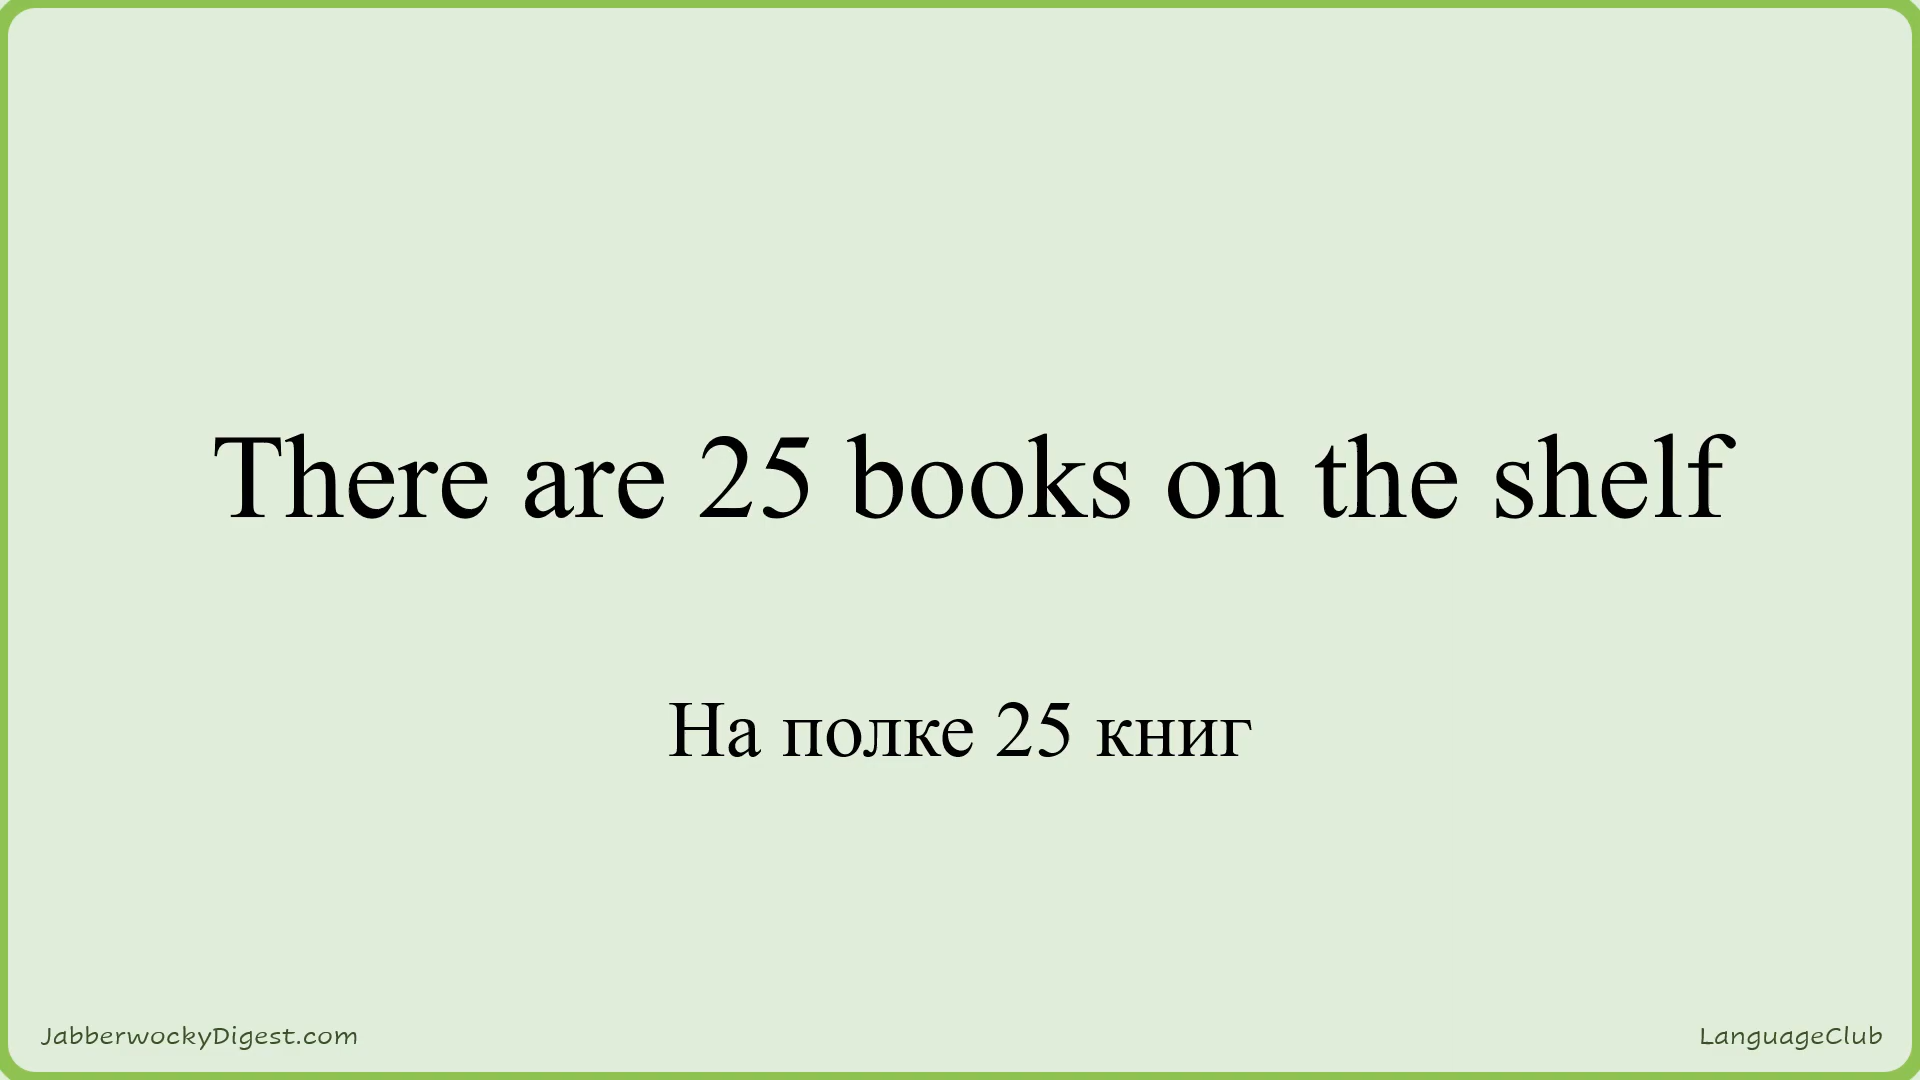 There are 25 books on the shelf
На полке 25 книг
JabberwockyDigest.com
LanguageClub